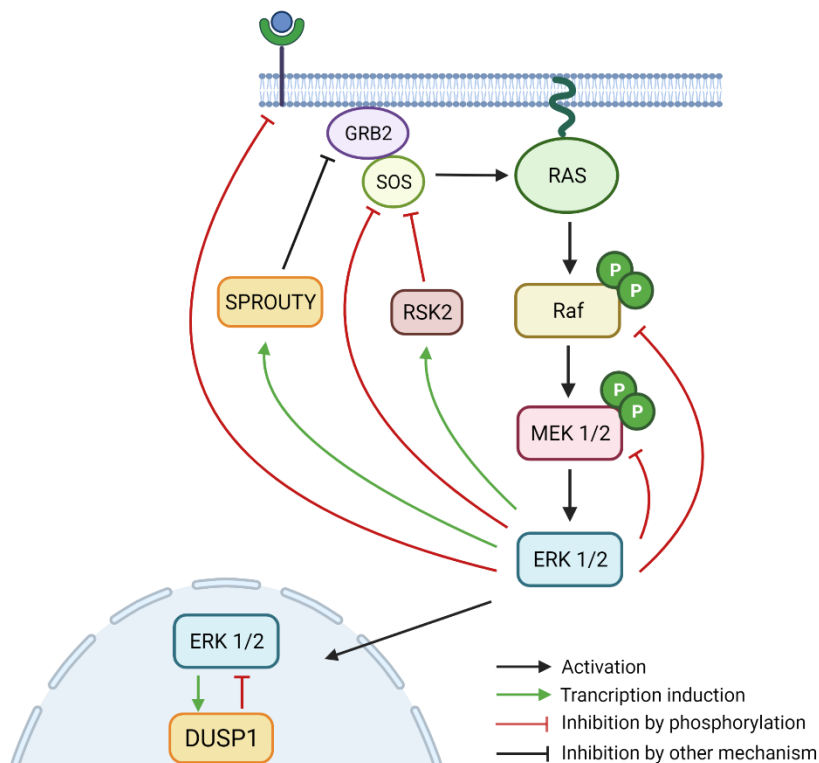 GRB2
SOS
RAS
P
P
SPROUTY
RSK2
Raf
P
P
MEK 1/2
ERK 1/2
ERK 1/2
DUSP1
Activation
Trancription induction
Inhibition by phosphorylation
Inhibition by other mechanism